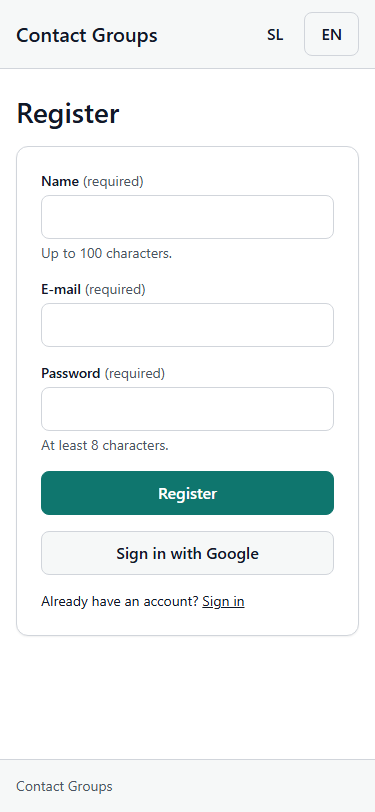 Contact Groups
SL
EN
Register
Name (required)
Up to 100 characters.
E-mail (required)
Password (required)
At least 8 characters.
Register
Sign in with Google
Already have an account? Sign in
Contact Groups